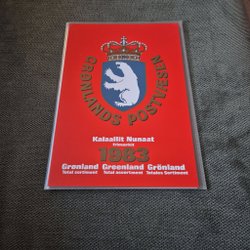 GRØNLANDS POSTVÆSEN
Kalaallit Nunaat
Frimærkit
1983
Grønland Greenland Grönland
Total sortiment Total assortment Totales Sortiment